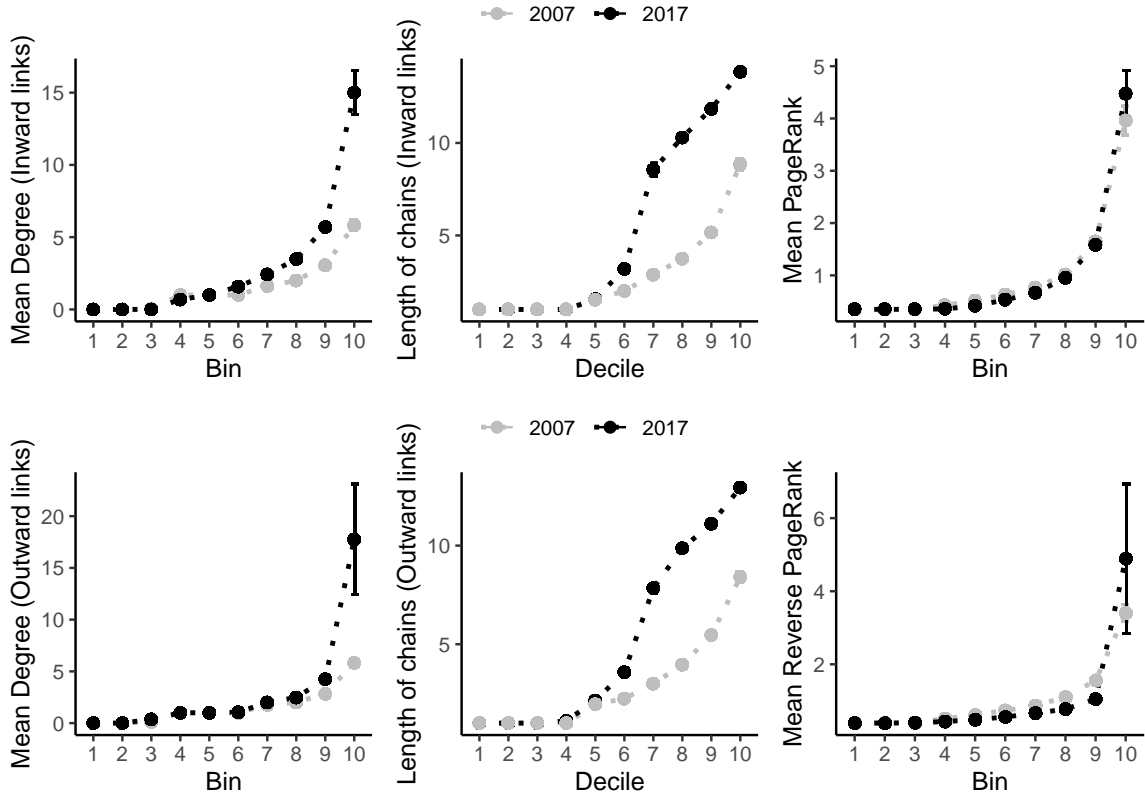 2007 2017
Mean Degree (Inward links)
15
10
5
0
1 2 3 4 5 6 7 8 9 10
Bin
Length of chains (Inward links)
10
5
1 2 3 4 5 6 7 8 9 10
Decile
Mean PageRank
5
4
3
2
1
1 2 3 4 5 6 7 8 9 10
Bin
2007 2017
Mean Degree (Outward links)
20
15
10
5
0
1 2 3 4 5 6 7 8 9 10
Bin
Length of chains (Outward links)
10
5
1 2 3 4 5 6 7 8 9 10
Decile
Mean Reverse PageRank
6
4
2
1 2 3 4 5 6 7 8 9 10
Bin